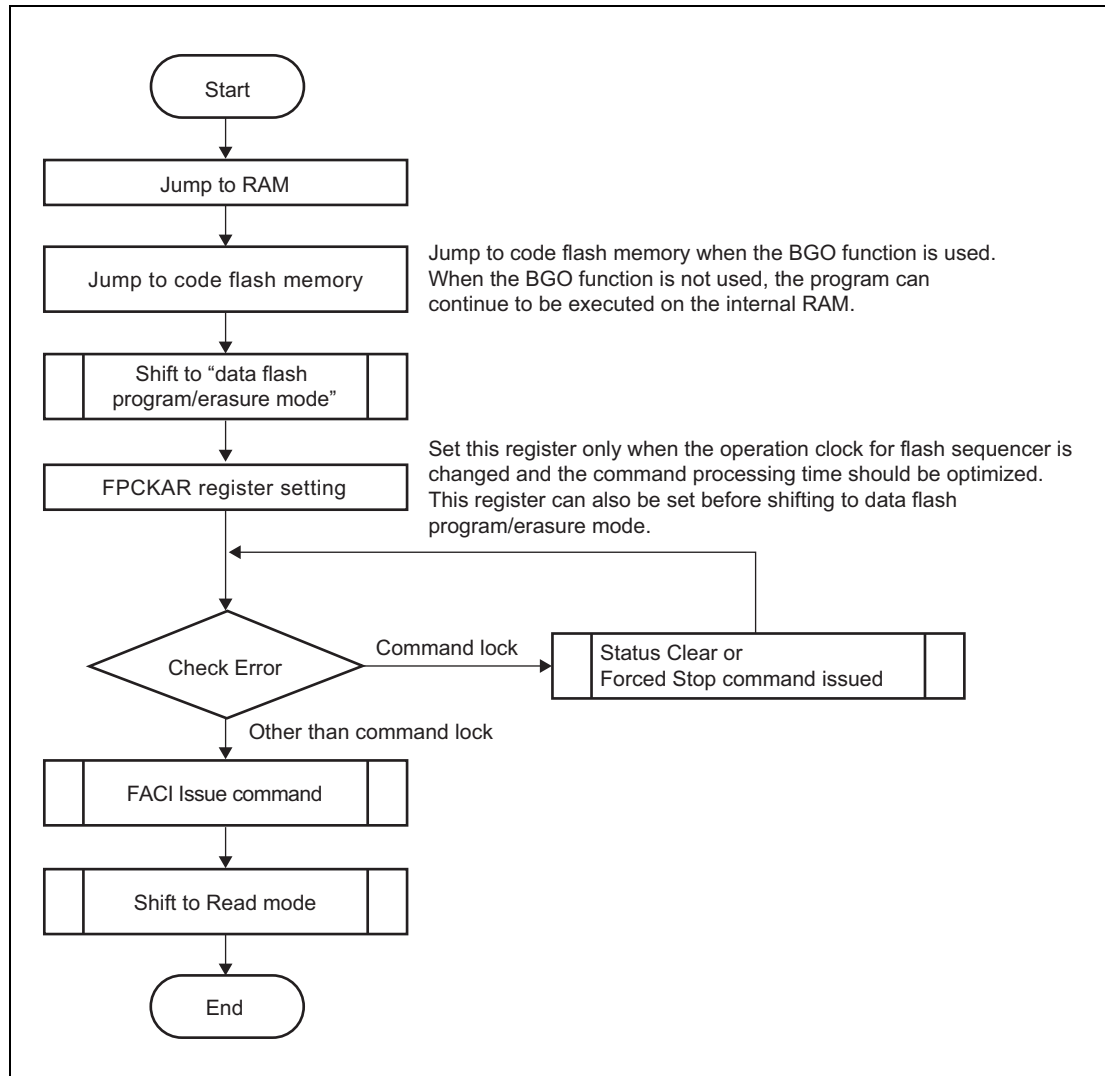 Start
Jump to RAM
Jump to code flash memory
Jump to code flash memory when the BGO function is used.
When the BGO function is not used, the program can
continue to be executed on the internal RAM.
Shift to “data flash
program/erasure mode”
FPCKAR register setting
Set this register only when the operation clock for flash sequencer is
changed and the command processing time should be optimized.
This register can also be set before shifting to data flash
program/erasure mode.
Check Error
Command lock
Status Clear or
Forced Stop command issued
Other than command lock
FACI Issue command
Shift to Read mode
End